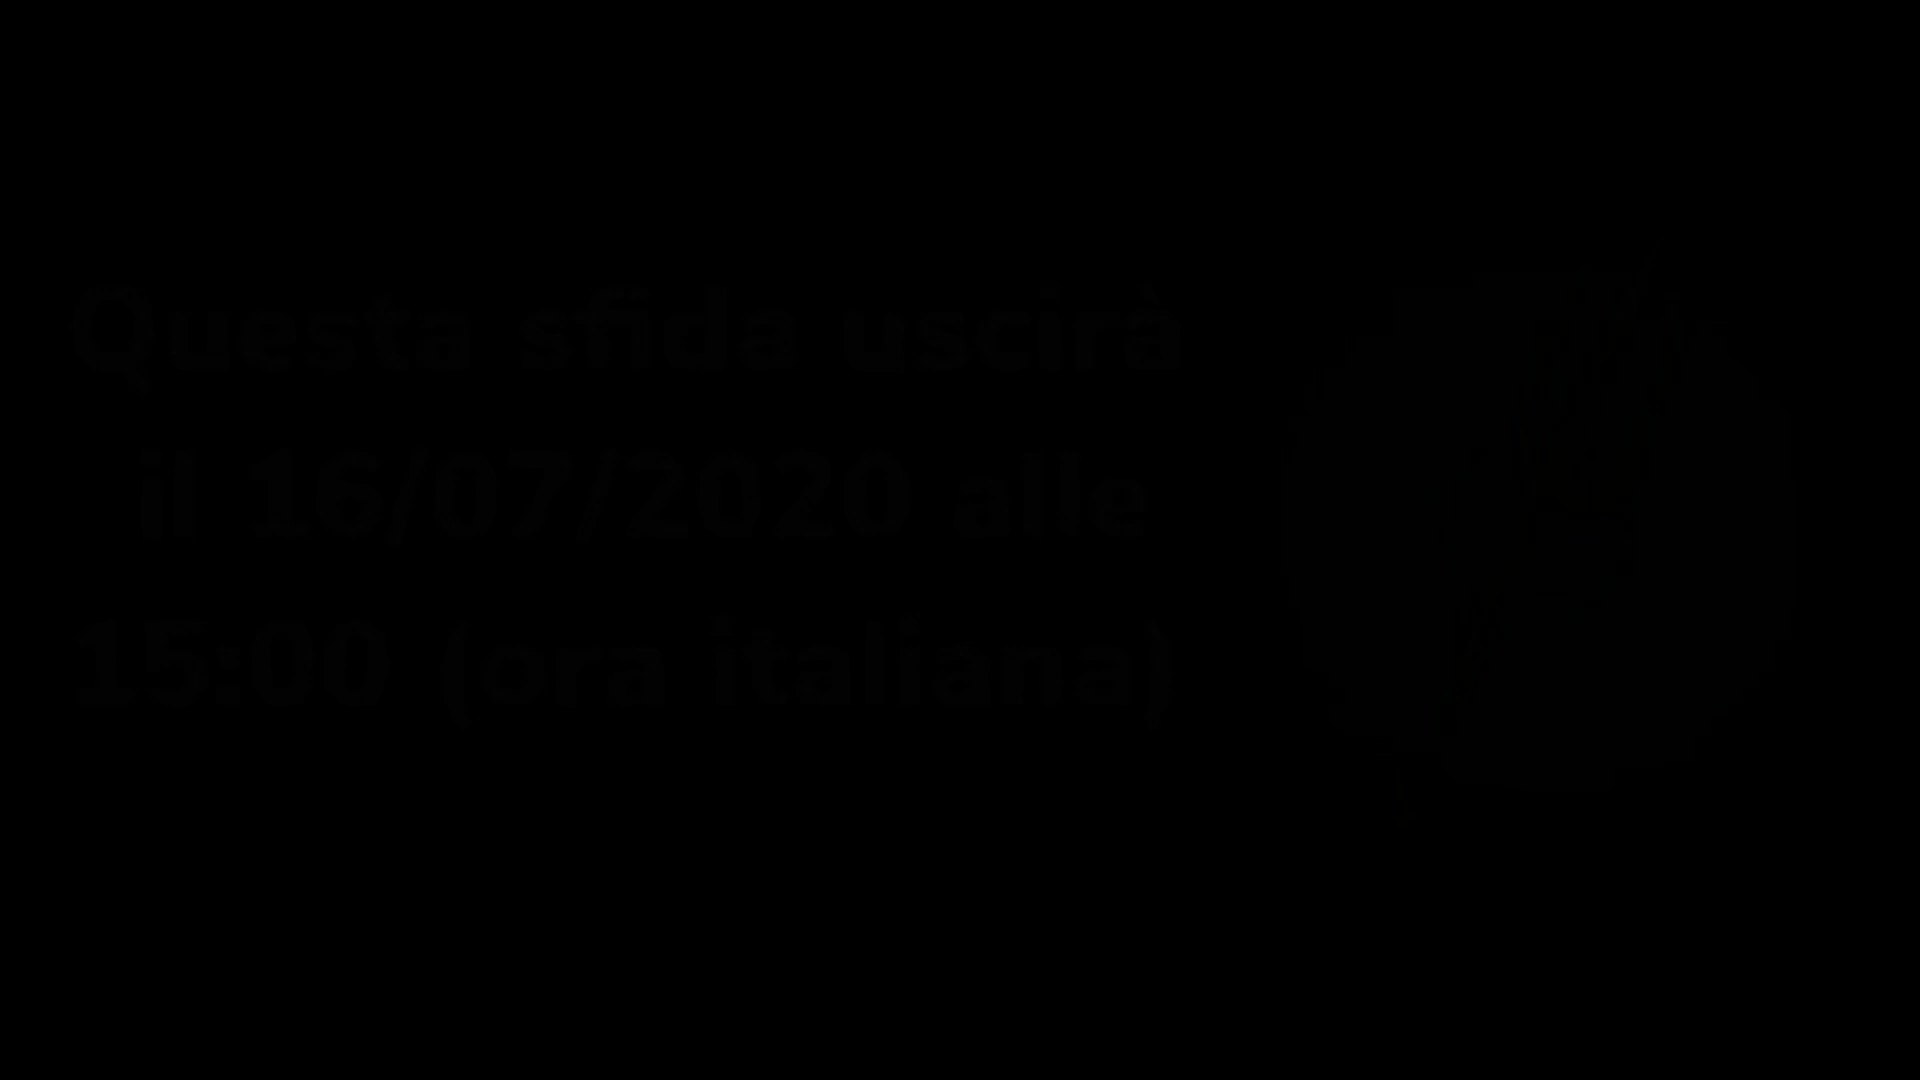 Questa sfida uscirà
il 16/07/2020 alle
15:00 (ora italiana)